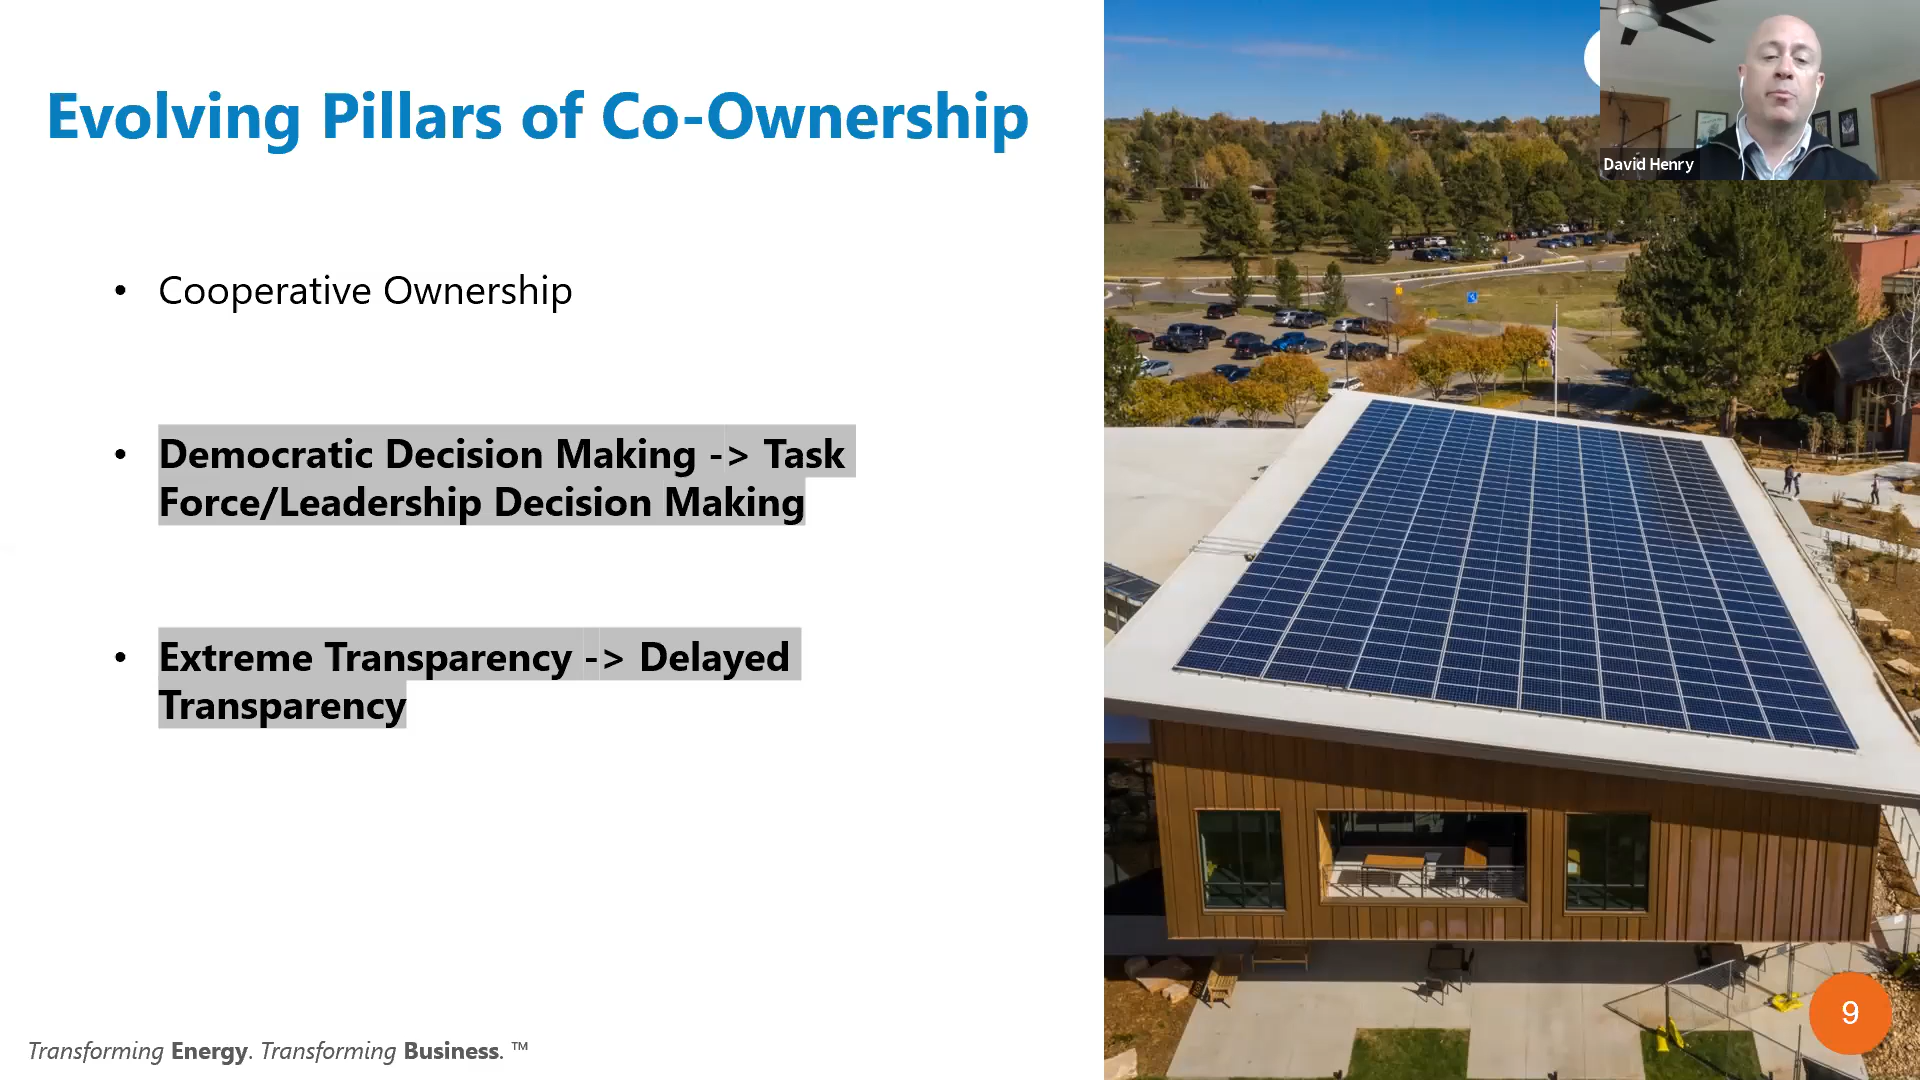 Evolving Pillars of Co-Ownership
David Henry
• Cooperative Ownership
• Democratic Decision Making -> Task
Force/Leadership Decision Making
• Extreme Transparency -> Delayed
Transparency
Transforming Energy. Transforming Business. ™
9